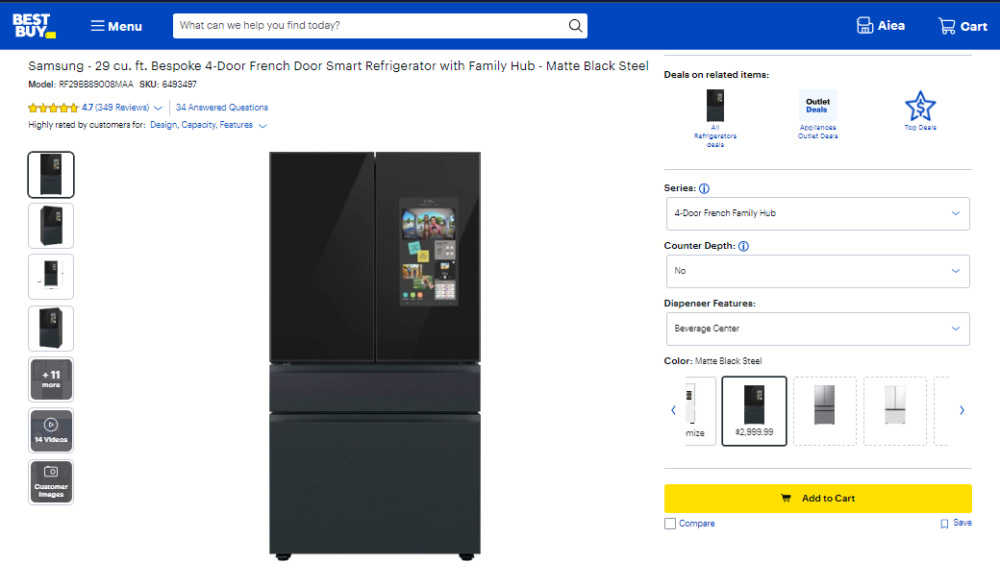 BEST
BUY
Menu
What can we help you find today?
Aiea
Cart
Samsung - 29 cu. ft. Bespoke 4-Door French Door Smart Refrigerator with Family Hub - Matte Black Steel
Model: RF29BB89008MAA SKU: 6493497
4.7 (349 Reviews) 34 Answered Questions
Highly rated by customers for: Design, Capacity, Features
+ 11
more
14 Videos
Customer
Images
Deals on related items:
All
Refrigerators
deals
Outlet
Deals
Appliances
Outlet Deals
Top Deals
Series:
4-Door French Family Hub
Counter Depth:
No
Dispenser Features:
Beverage Center
Color: Matte Black Steel
mize
$2,999.99
Add to Cart
Compare
Save